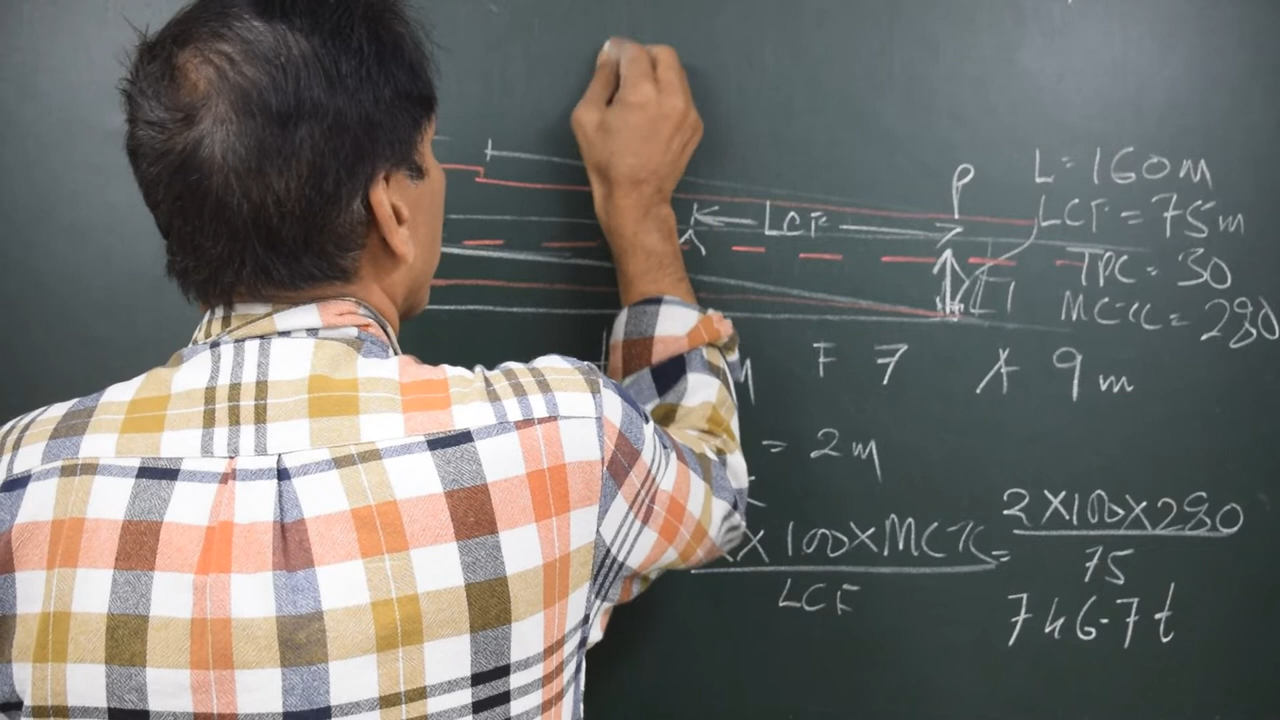 P
L = 160m
LCF
LCF = 75m
TPC = 30
MCTC = 280
F 7 A 9m
= 2m
X 100 X MCTC = 2 X 100 X 280
LCF 75
746.7t